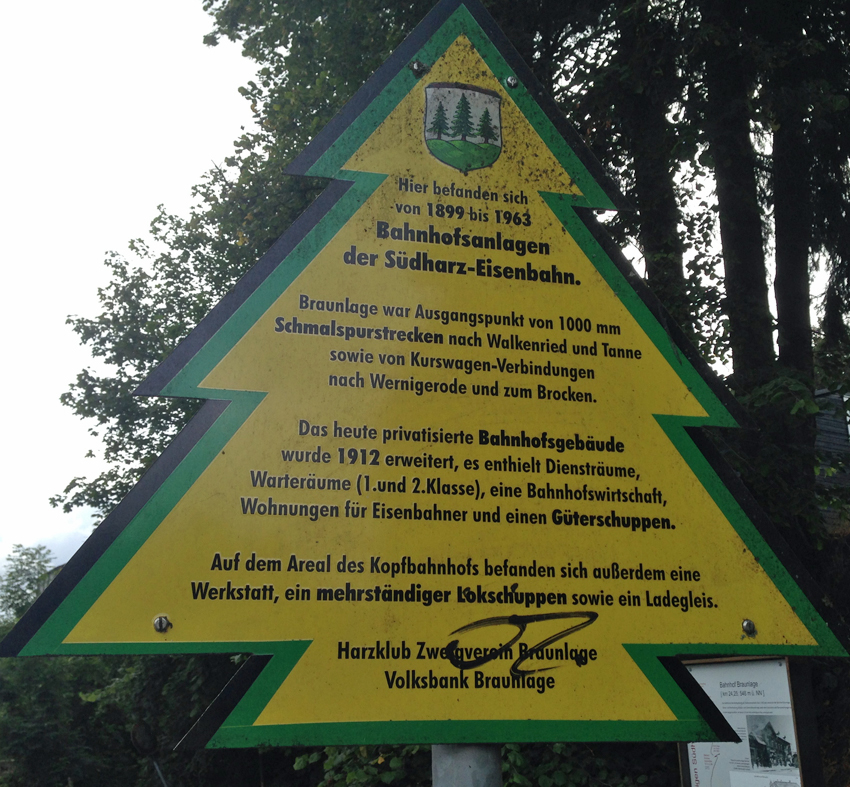 Hier befanden sich
von 1899 bis 1963
Bahnhofsanlagen
der Südharz-Eisenbahn.
Braunlage war Ausgangspunkt von 1000 mm
Schmalspurstrecken nach Walkenried und Tanne
sowie von Kurswagen-Verbindungen
nach Wernigerode und zum Brocken.
Das heute privatisierte Bahnhofsgebäude
wurde 1912 erweitert, es enthielt Diensträume,
Warteräume (1.und 2.Klasse), eine Bahnhofswirtschaft,
Wohnungen für Eisenbahner und einen Güterschuppen.
Auf dem Areal des Kopfbahnhofs befanden sich außerdem eine
Werkstatt, ein mehrständiger Lokschuppen sowie ein Ladegleis.
Harzklub Zweigverein Braunlage
Volksbank Braunlage
Bahnhof Braunlage